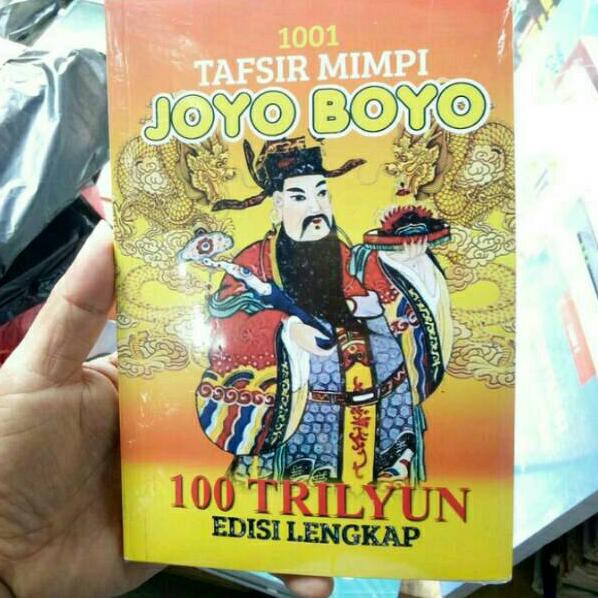 1001
TAFSIR MIMPI
JOYO BOYO
100 TRILYUN
EDISI LENGKAP